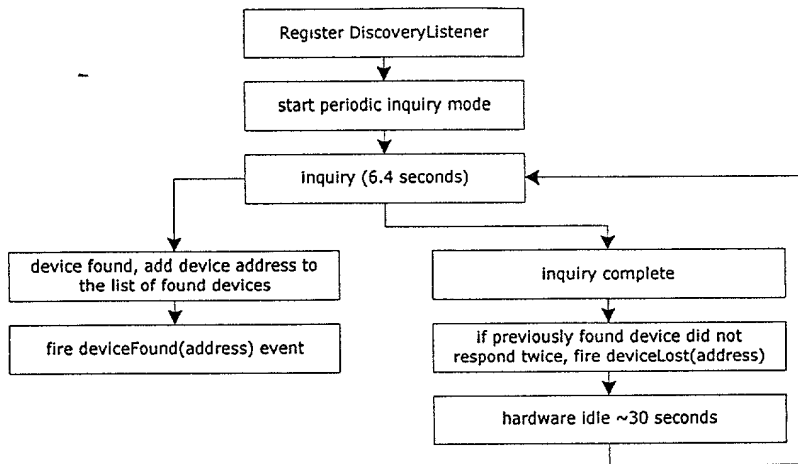 Register DiscoveryListener
start periodic inquiry mode
inquiry (6.4 seconds)
device found, add device address to
the list of found devices
fire deviceFound(address) event
inquiry complete
if previously found device did not
respond twice, fire deviceLost(address)
hardware idle ~30 seconds